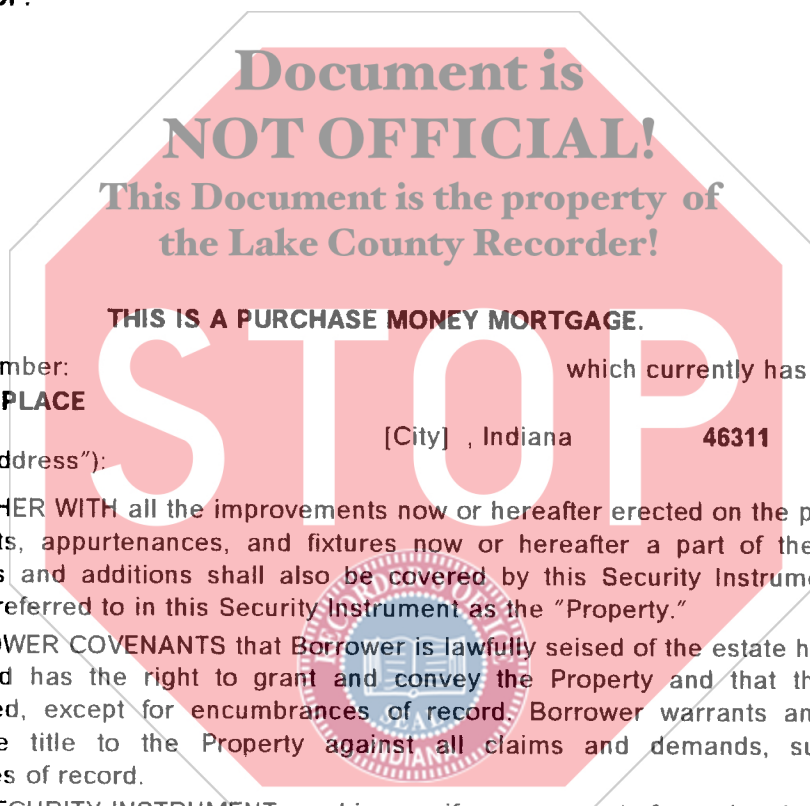 Document is
NOT OFFICIAL!
This Document is the property of
the Lake County Recorder!
THIS IS A PURCHASE MONEY MORTGAGE.
mber: which currently has
PLACE
[City] , Indiana 46311
ddress"):
HER WITH all the improvements now or hereafter erected on the p
ts, appurtenances, and fixtures now or hereafter a part of the
s and additions shall also be covered by this Security Instrum
referred to in this Security Instrument as the "Property."
OWER COVENANTS that Borrower is lawfully seised of the estate h
d has the right to grant and convey the Property and that th
ed, except for encumbrances of record. Borrower warrants an
e title to the Property against all claims and demands, su
es of record.
STOP
RECORDER OF
SEAL
INDIANA